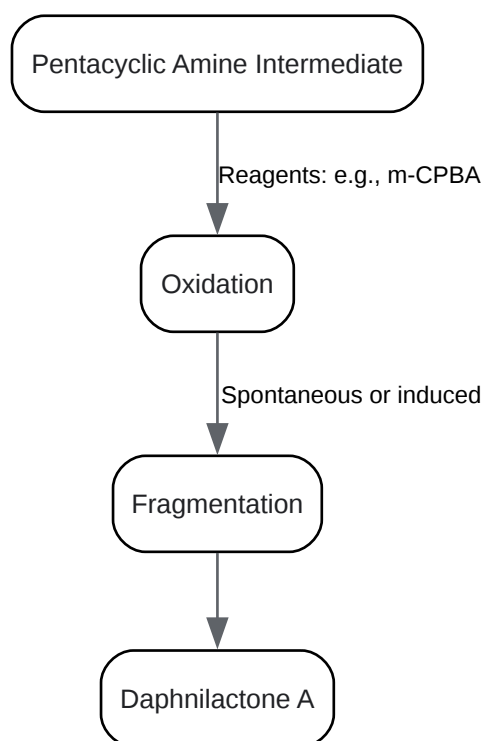 Pentacyclic Amine Intermediate
Reagents: e.g., m-CPBA
Oxidation
Spontaneous or induced
Fragmentation
Daphnilactone A